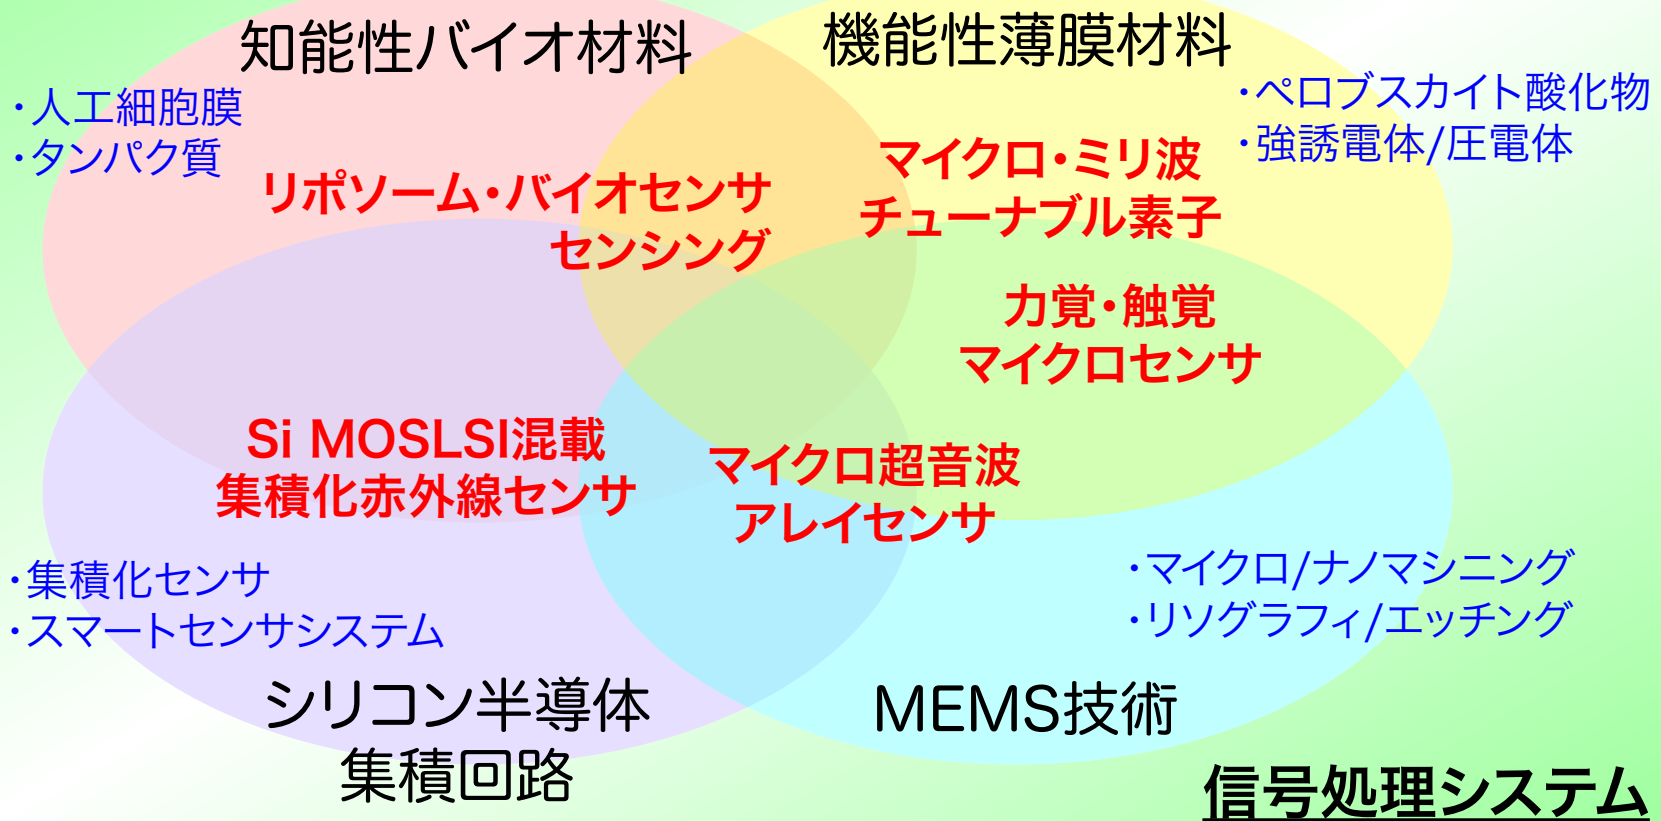 知能性バイオ材料
機能性薄膜材料
・人工細胞膜
・タンパク質
・ペロブスカイト酸化物
・強誘電体/圧電体
リポソーム・バイオセンサ
センシング
マイクロ・ミリ波
チューナブル素子
力覚・触覚
マイクロセンサ
Si MOSLSI混載
集積化赤外線センサ
マイクロ超音波
アレイセンサ
・集積化センサ
・スマートセンサシステム
・マイクロ/ナノマシニング
・リソグラフィ/エッチング
シリコン半導体
集積回路
MEMS技術
信号処理システム